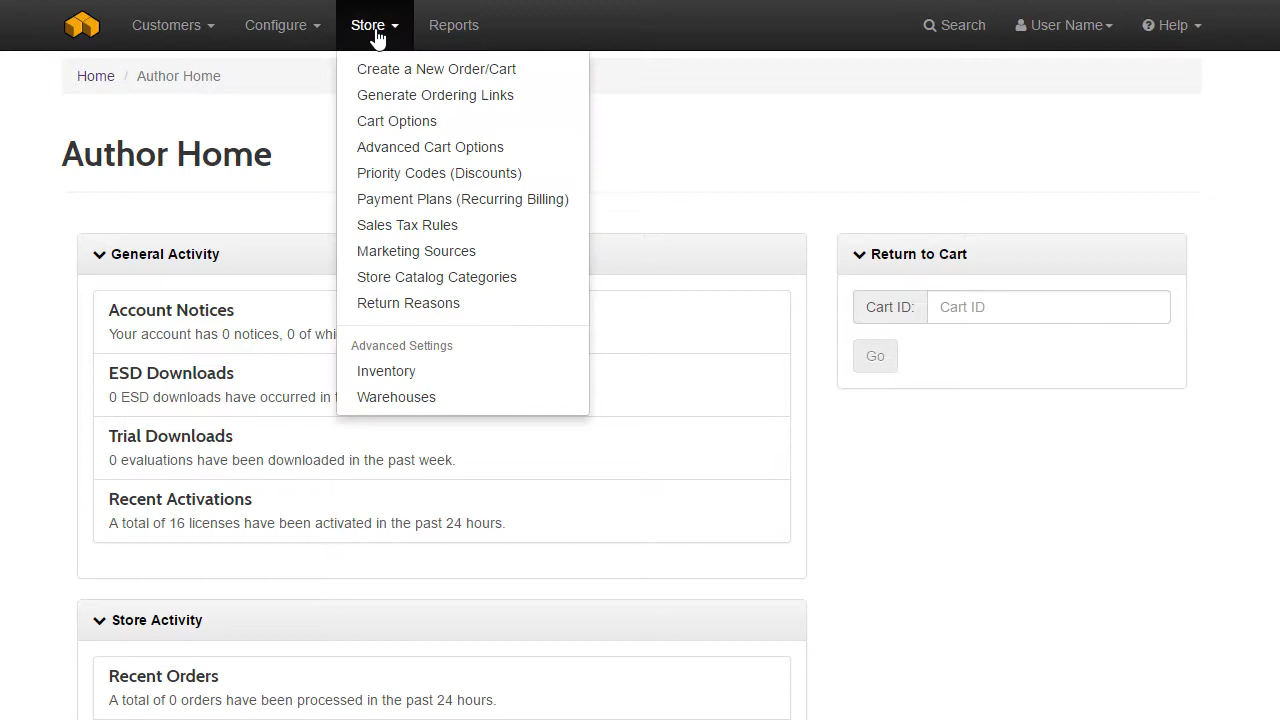 Customers
Configure
Store
Reports
Search
User Name
Help
Home / Author Home
Create a New Order/Cart
Generate Ordering Links
Cart Options
Advanced Cart Options
Priority Codes (Discounts)
Payment Plans (Recurring Billing)
Sales Tax Rules
Marketing Sources
Store Catalog Categories
Return Reasons
Advanced Settings
Inventory
Warehouses
Author Home
General Activity
Account Notices
Your account has 0 notices, 0 of
ESD Downloads
0 ESD downloads have occurred in
Trial Downloads
0 evaluations have been downloaded in the past week.
Recent Activations
A total of 16 licenses have been activated in the past 24 hours.
Store Activity
Recent Orders
A total of 0 orders have been processed in the past 24 hours.
Return to Cart
Cart ID:
Cart ID
Go